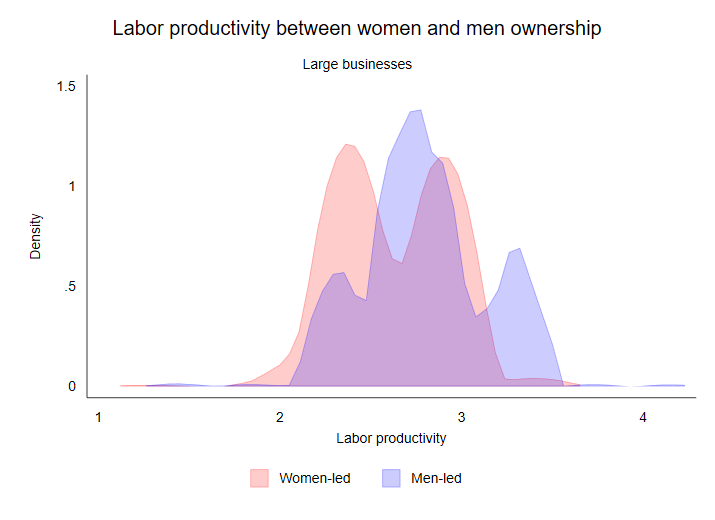 Labor productivity between women and men ownership
Large businesses
1.5
1
.5
0
Density
1 2 3 4
Labor productivity
Women-led Men-led